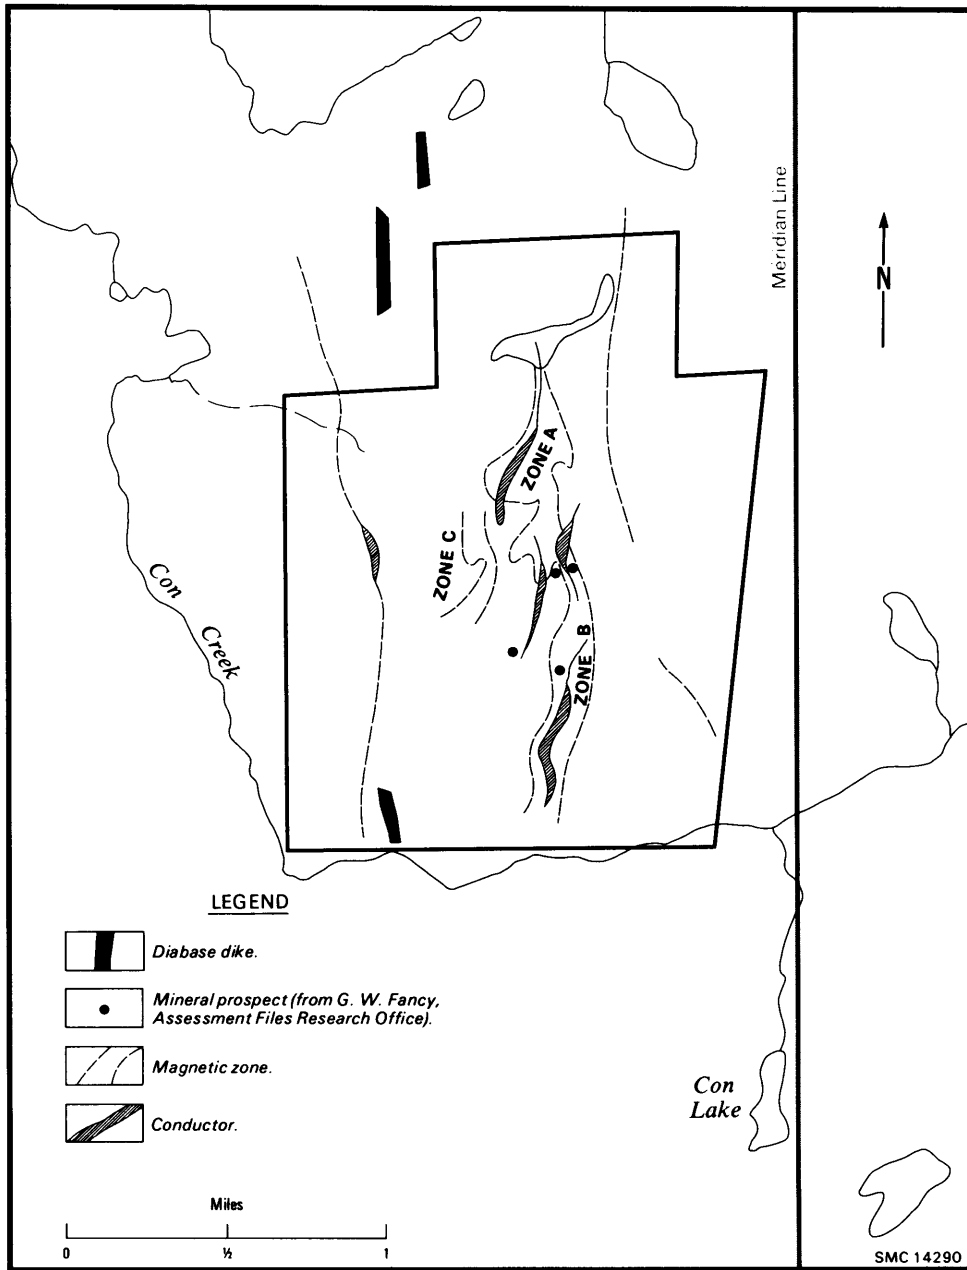 Meridian Line
N
ZONE A
ZONE C
ZONE B
Con
Creek
LEGEND
Diabase dike.
Mineral prospect (from G. W. Fancy,
Assessment Files Research Office).
Magnetic zone.
Conductor.
Con
Lake
Miles
0 ½ 1
SMC 14290